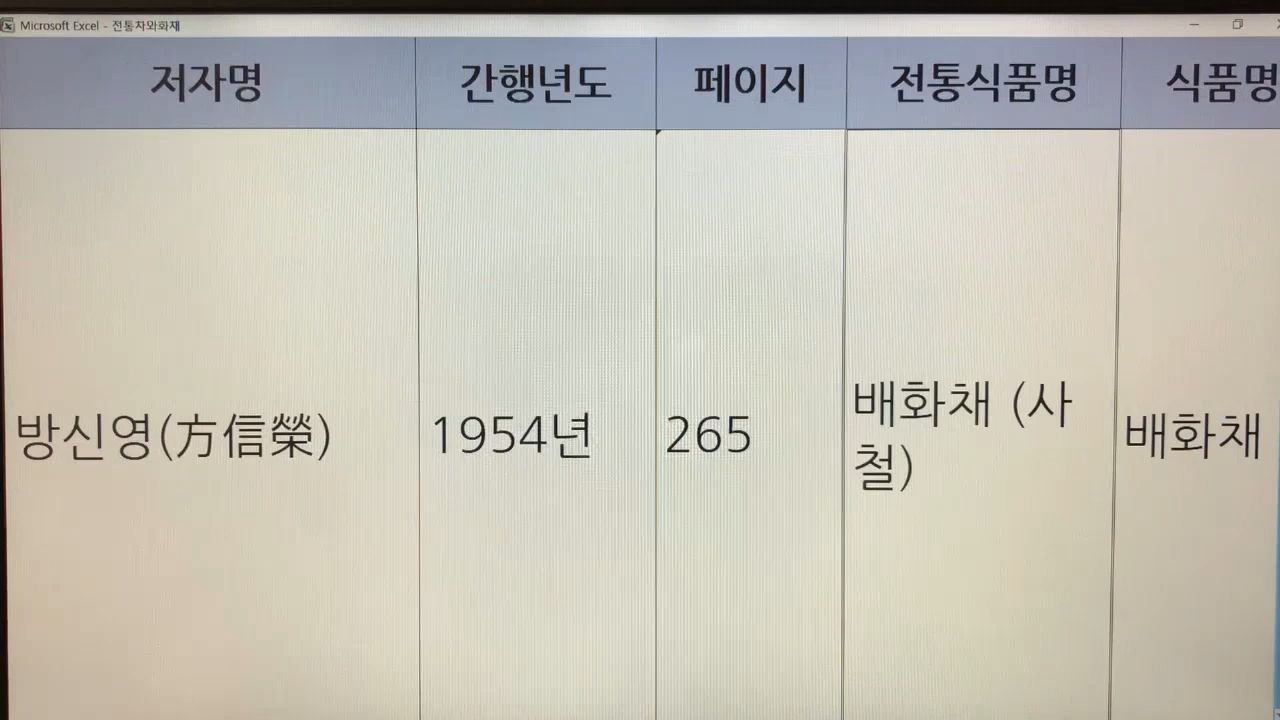 Microsoft Excel - 전통차와화채
저자명 간행년도 페이지 전통식품명 식품명
방신영(方信榮) 1954년 265 배화채 (사철) 배화채